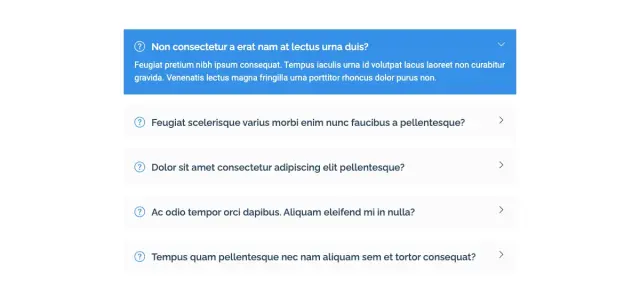 Non consectetur a erat nam at lectus urna duis?
Feugiat pretium nibh ipsum consequat. Tempus iaculis urna id volutpat lacus laoreet non curabitur
gravida. Venenatis lectus magna fringilla urna porttitor rhoncus dolor purus non.
Feugiat scelerisque varius morbi enim nunc faucibus a pellentesque?
Dolor sit amet consectetur adipiscing elit pellentesque?
Ac odio tempor orci dapibus. Aliquam eleifend mi in nulla?
Tempus quam pellentesque nec nam aliquam sem et tortor consequat?